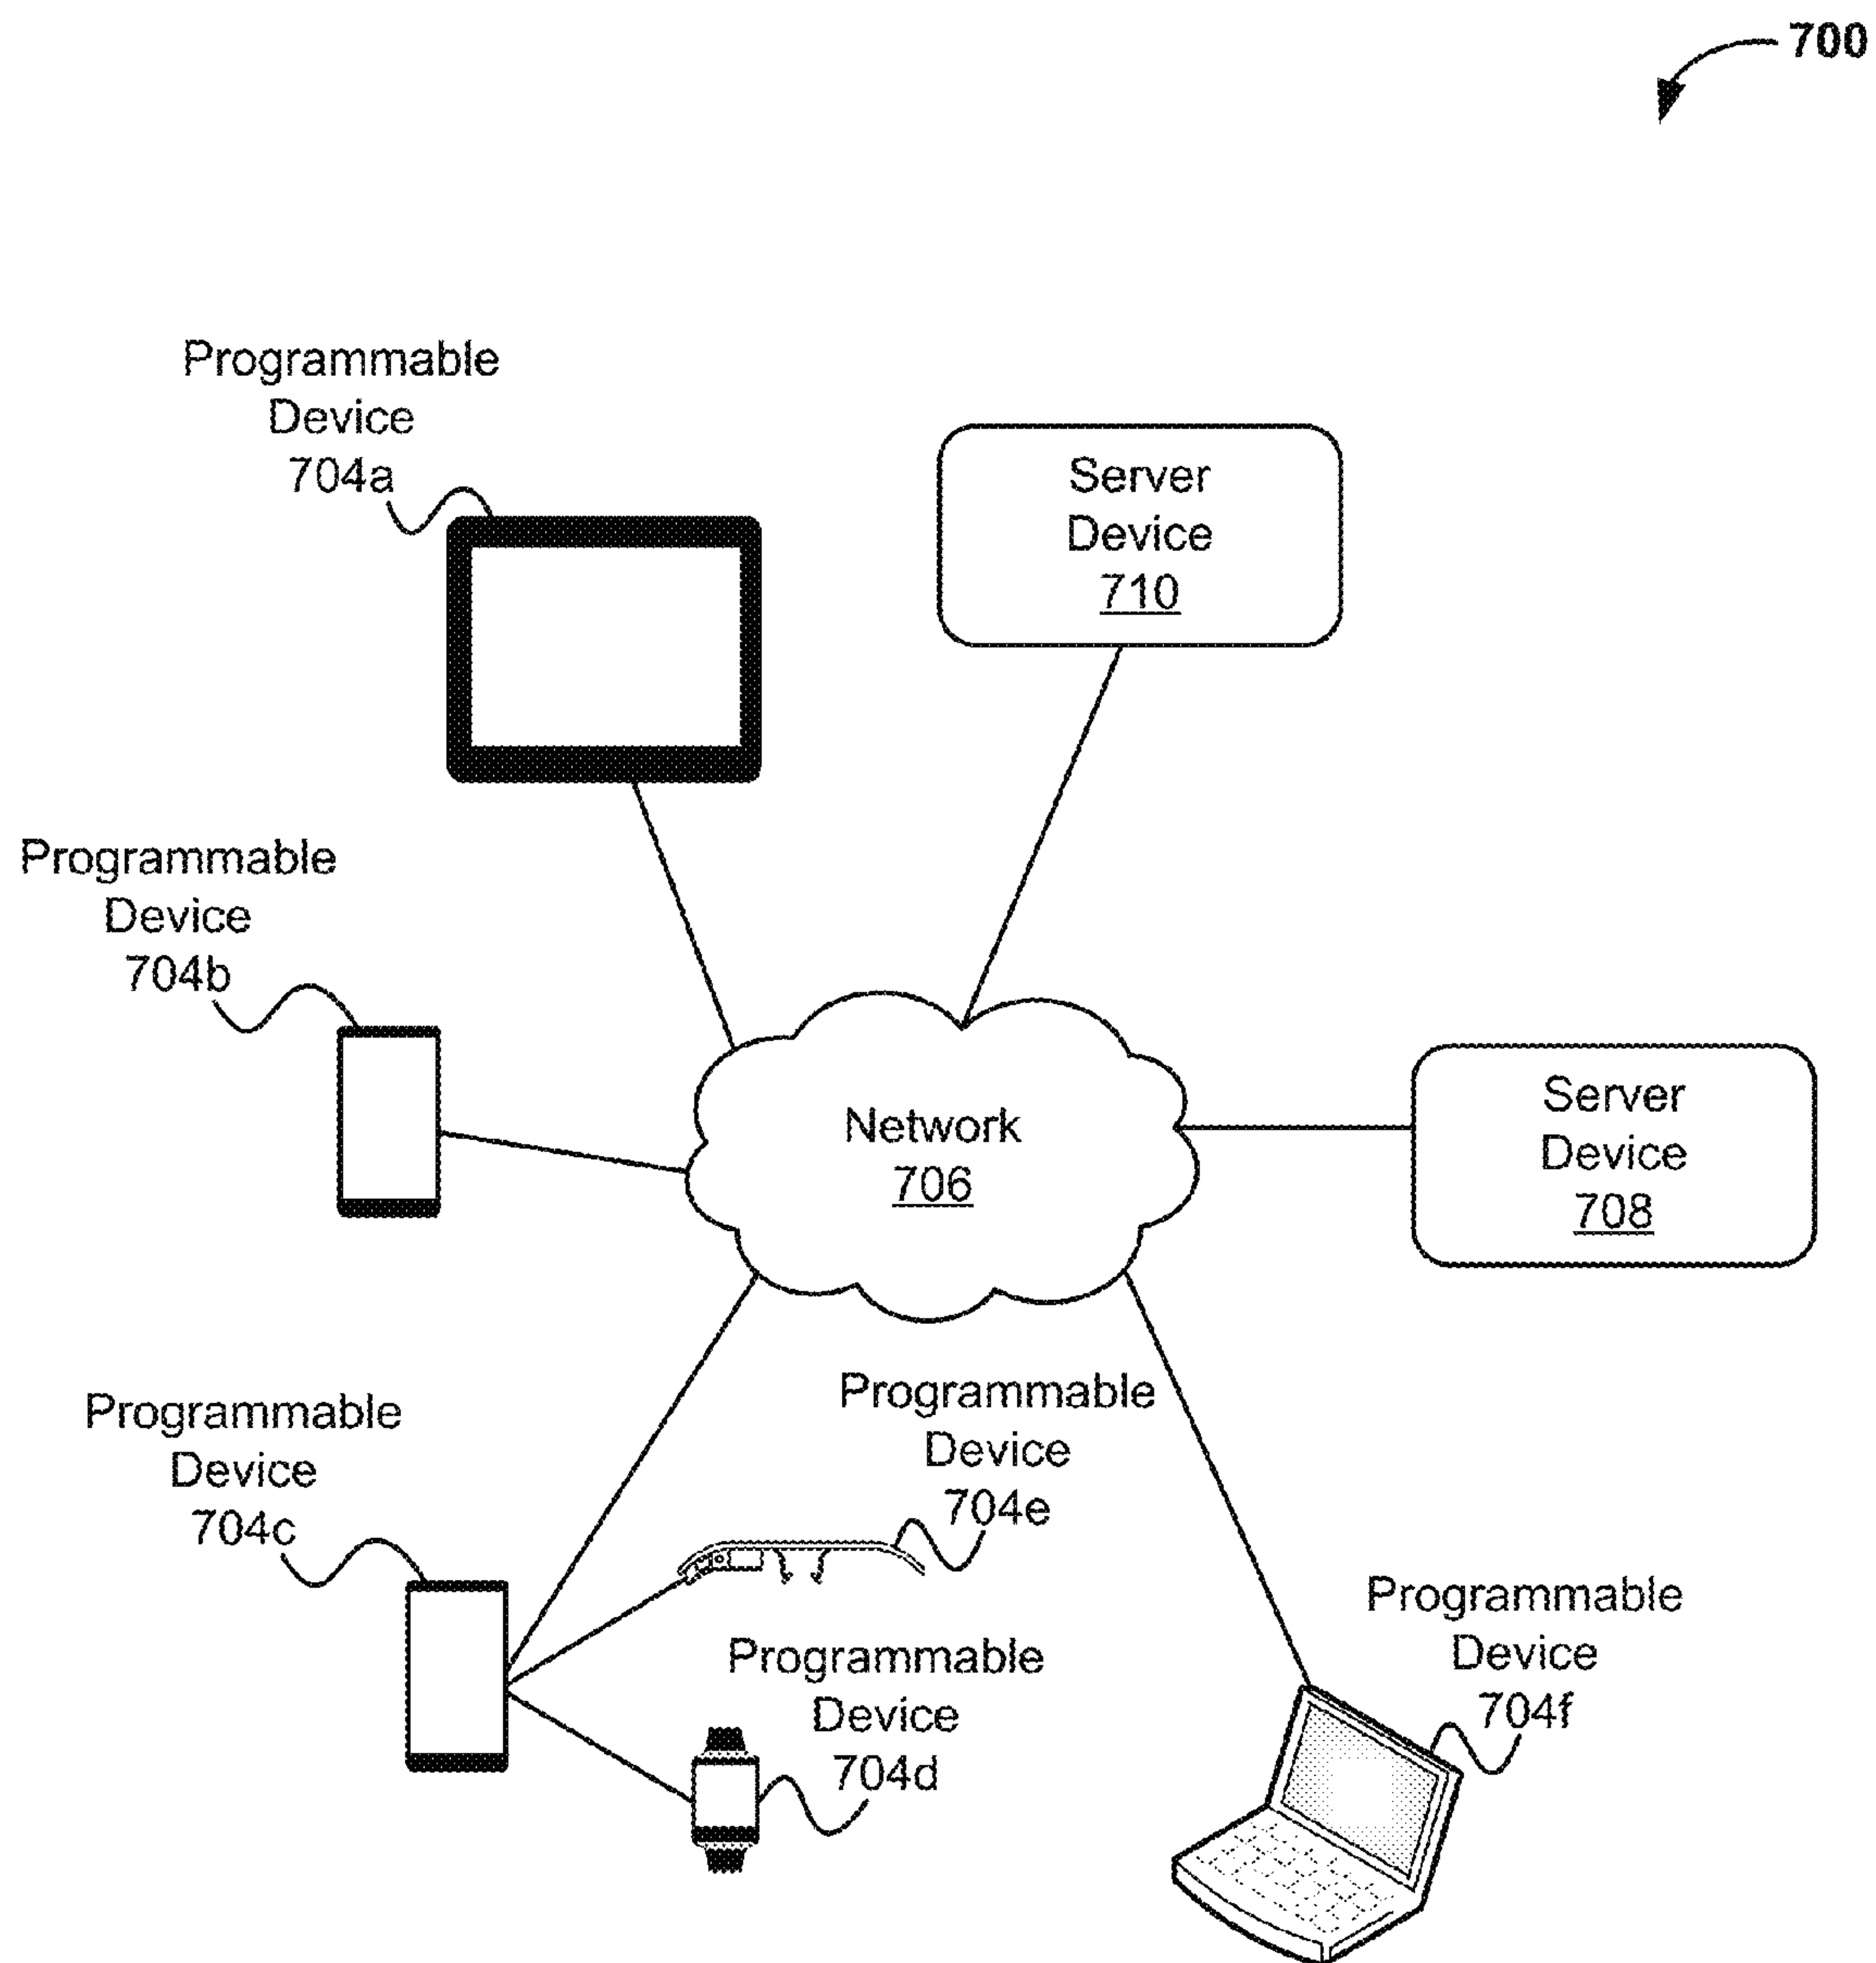 700
Programmable
Device
704a
Server
Device
710
Programmable
Device
704b
Network
706
Server
Device
708
Programmable
Device
704c
Programmable
Device
704e
Programmable
Device
704d
Programmable
Device
704f